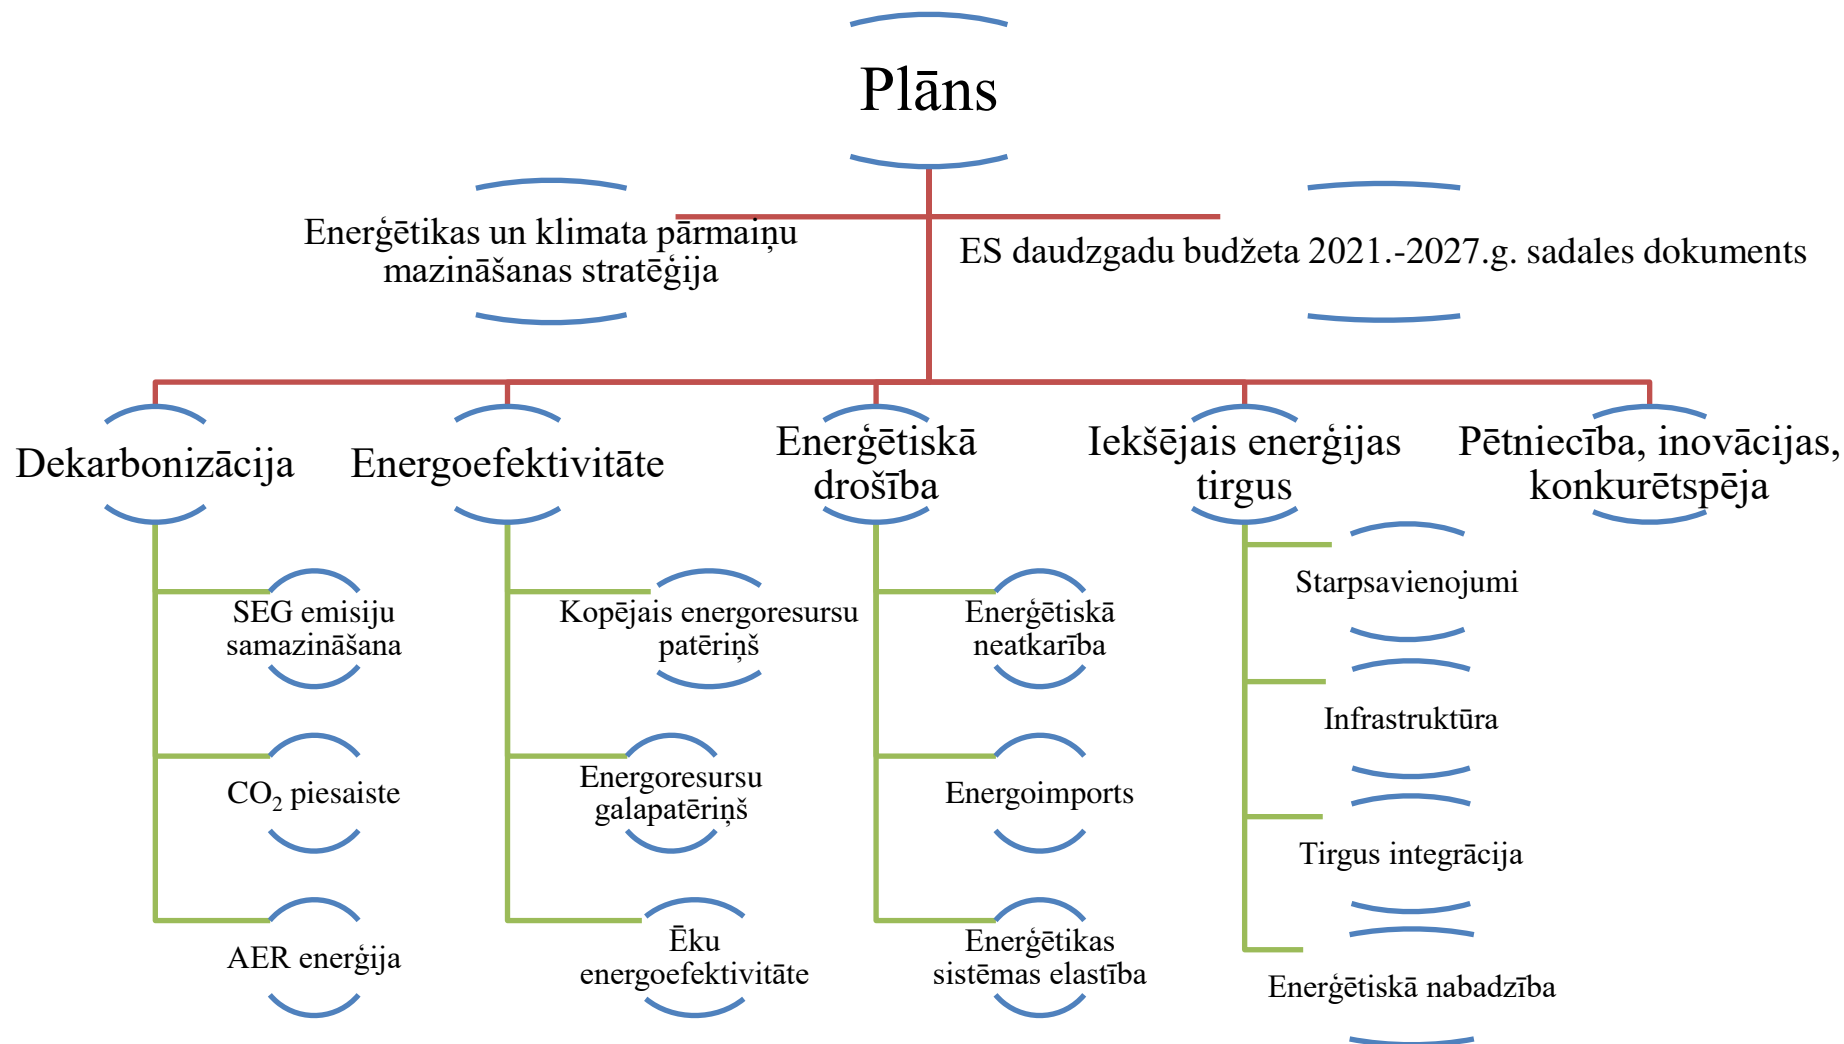 Plāns
Enerģētikas un klimata pārmaiņu
mazināšanas stratēģija
ES daudzgadu budžeta 2021.-2027.g. sadales dokuments
Dekarbonizācija
SEG emisiju
samazināšana
CO₂ piesaiste
AER enerģija
Energoefektivitāte
Kopējais energoresursu
patēriņš
Energoresursu
galapatēriņš
Ēku
energoefektivitāte
Enerģētiskā
drošība
Enerģētiskā
neatkarība
Energoimports
Enerģētikas
sistēmas elastība
Iekšējais enerģijas
tirgus
Starpsavienojumi
Infrastruktūra
Tirgus integrācija
Enerģētiskā nabadzība
Pētniecība, inovācijas,
konkurētspēja